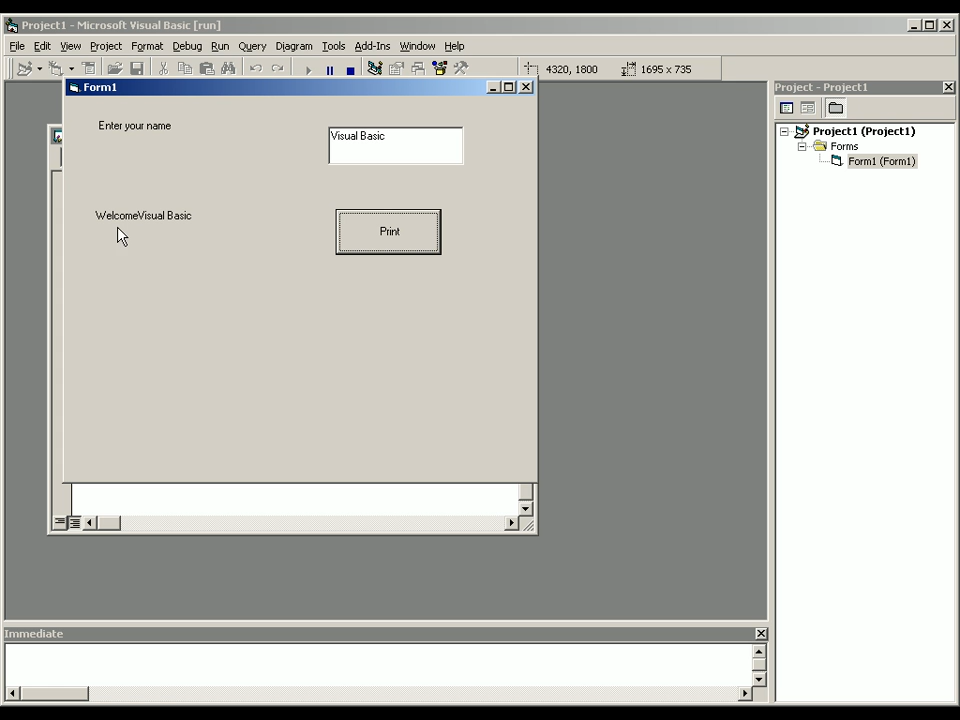 Project1 - Microsoft Visual Basic [run]
File Edit View Project Format Debug Run Query Diagram Tools Add-Ins Window Help
4320, 1800 1695 x 735
Form1
Project - Project1
Enter your name
Visual Basic
Project1 (Project1)
Forms
Form1 (Form1)
WelcomeVisual Basic
Print
Immediate